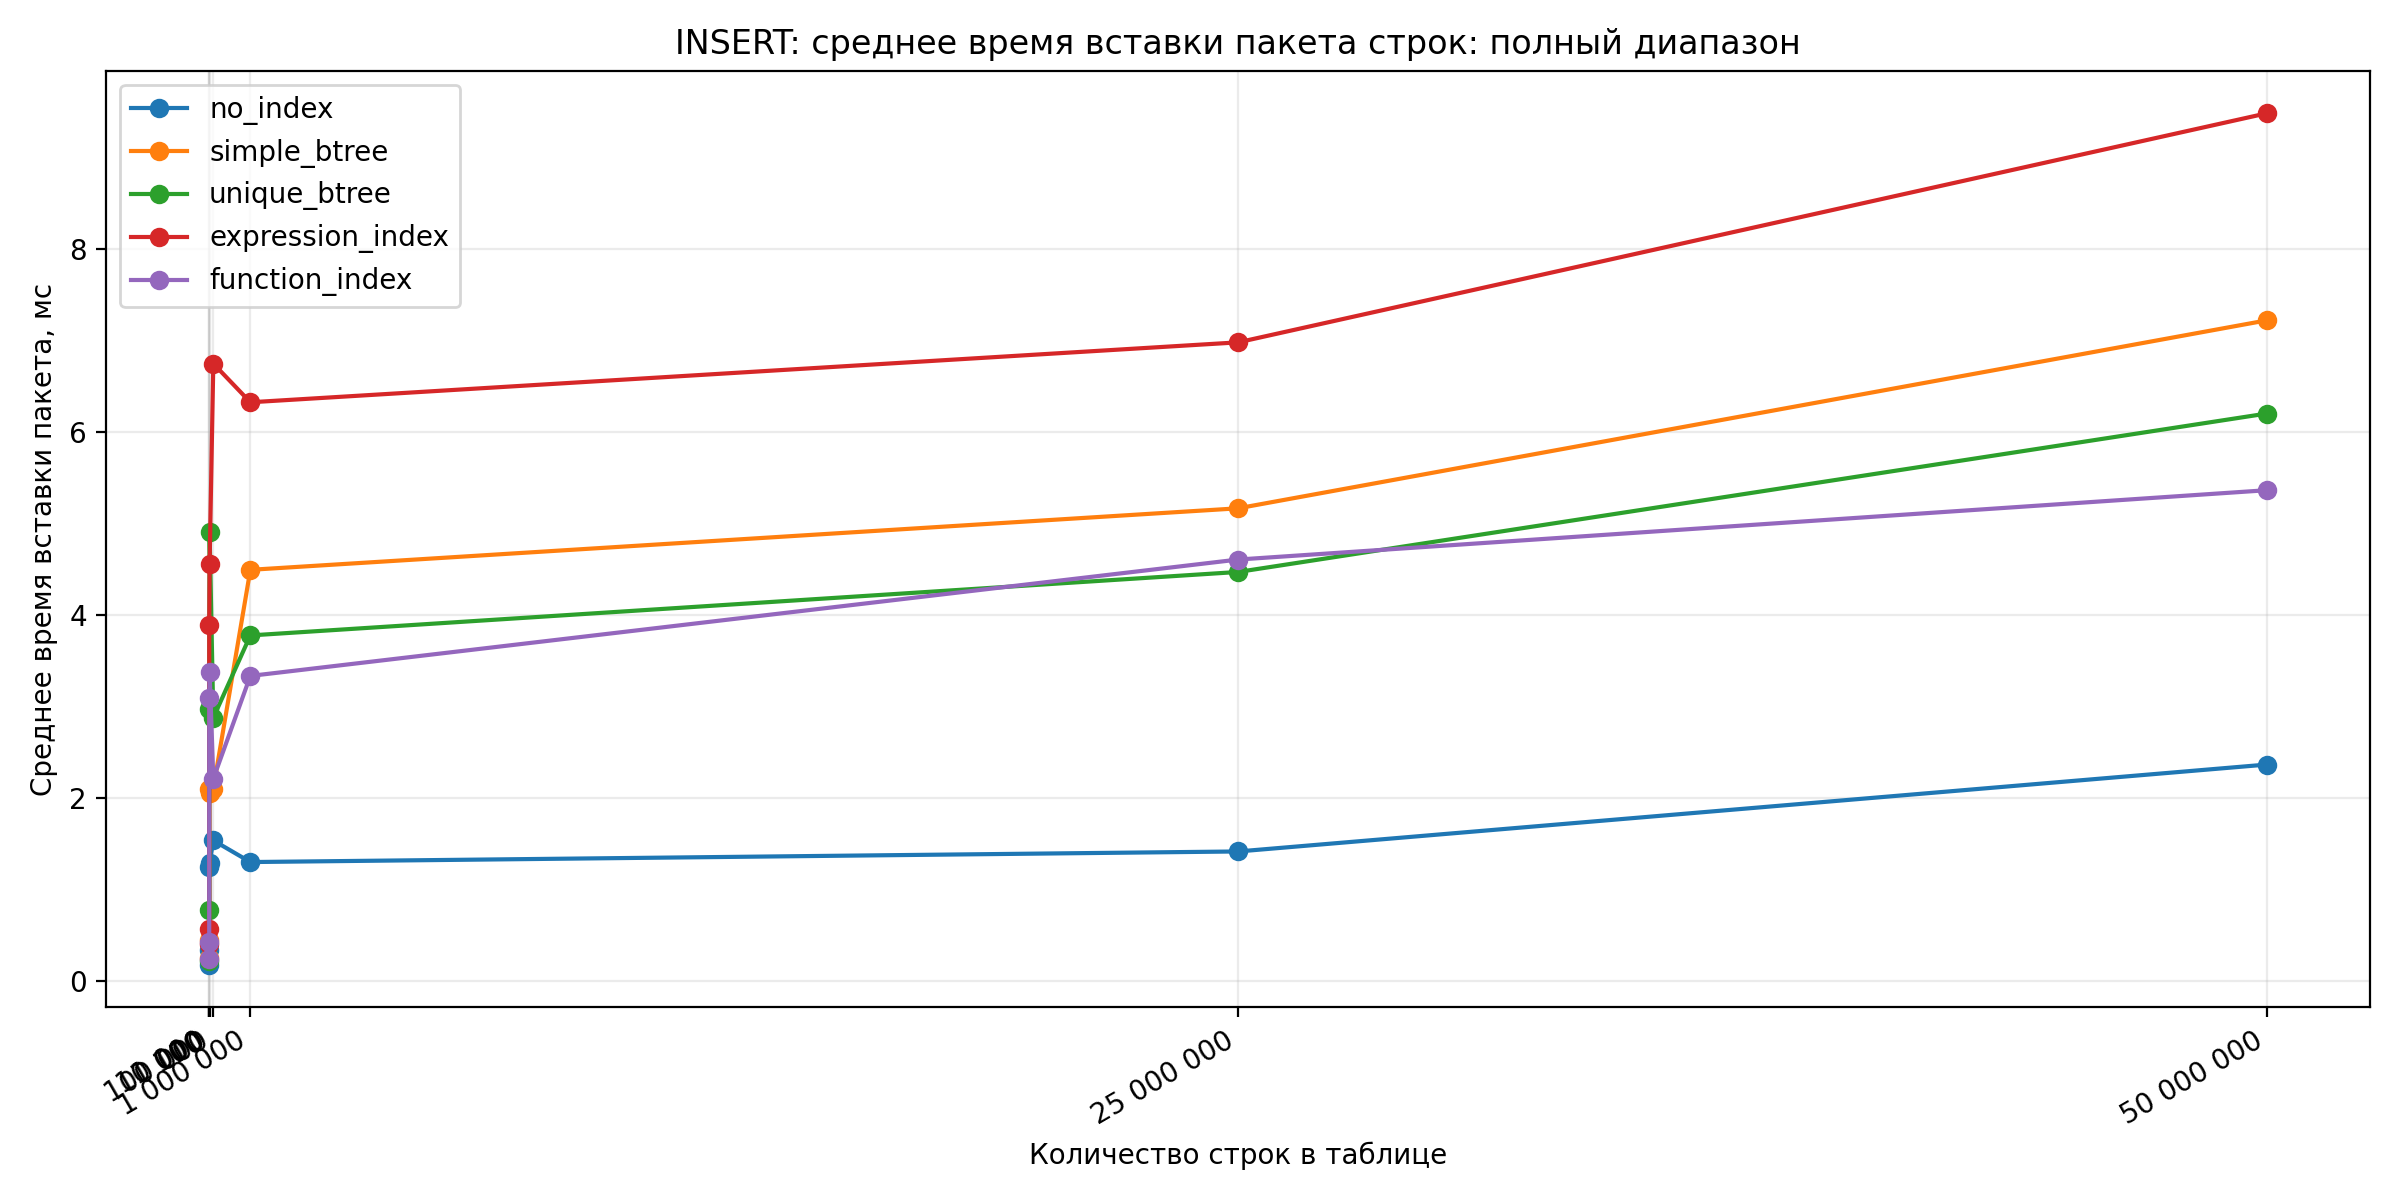 INSERT: среднее время вставки пакета строк: полный диапазон
no_index
simple_btree
unique_btree
expression_index
function_index
Среднее время вставки пакета, мс
8
6
4
2
0
1 000 000
25 000 000
50 000 000
Количество строк в таблице